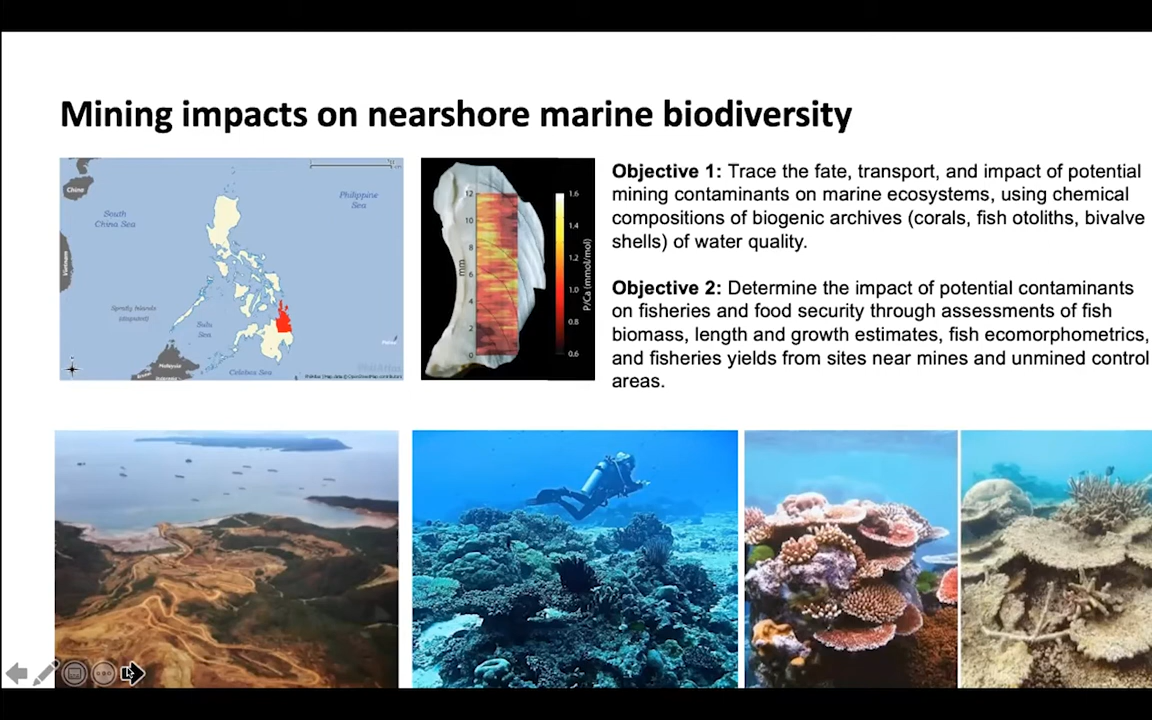 Mining impacts on nearshore marine biodiversity
China
South
China Sea
Philippine
Sea
Vietnam
Spratly Islands
(disputed)
Sulu
Sea
Palau
Malaysia
Brunei
Indonesia
Celebes Sea
12
10
8
6
4
2
0
mm
1.6
1.4
1.2
1.0
0.8
0.6
P/Ca (mmol/mol)
Objective 1: Trace the fate, transport, and impact of potential
mining contaminants on marine ecosystems, using chemical
compositions of biogenic archives (corals, fish otoliths, bivalve
shells) of water quality.
Objective 2: Determine the impact of potential contaminants
on fisheries and food security through assessments of fish
biomass, length and growth estimates, fish ecomorphometrics,
and fisheries yields from sites near mines and unmined control
areas.